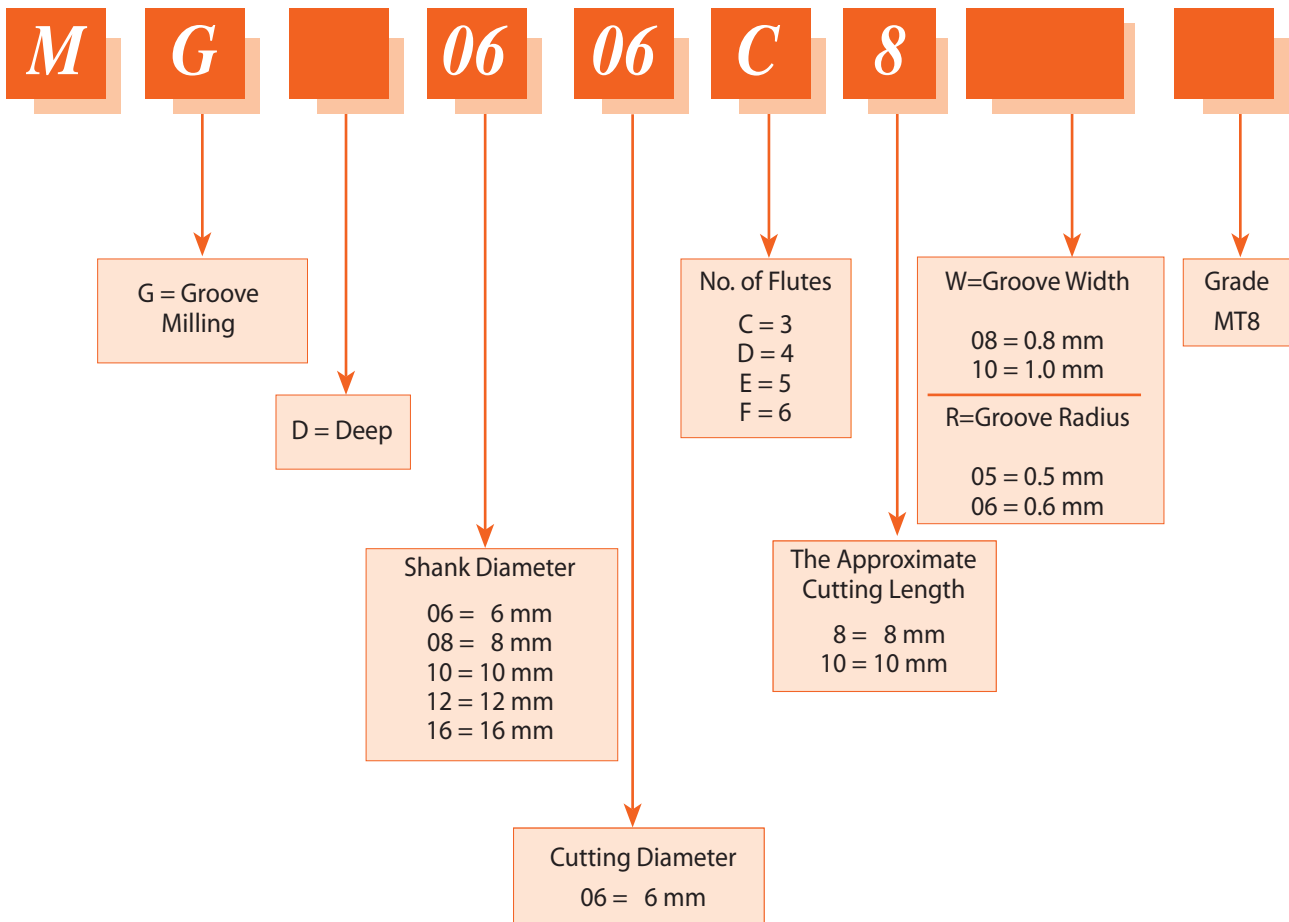 M G 06 06 C 8
G = Groove
Milling
D = Deep
Shank Diameter
06 = 6 mm
08 = 8 mm
10 = 10 mm
12 = 12 mm
16 = 16 mm
Cutting Diameter
06 = 6 mm
No. of Flutes
C = 3
D = 4
E = 5
F = 6
The Approximate
Cutting Length
8 = 8 mm
10 = 10 mm
W=Groove Width
08 = 0.8 mm
10 = 1.0 mm
R=Groove Radius
05 = 0.5 mm
06 = 0.6 mm
Grade
MT8